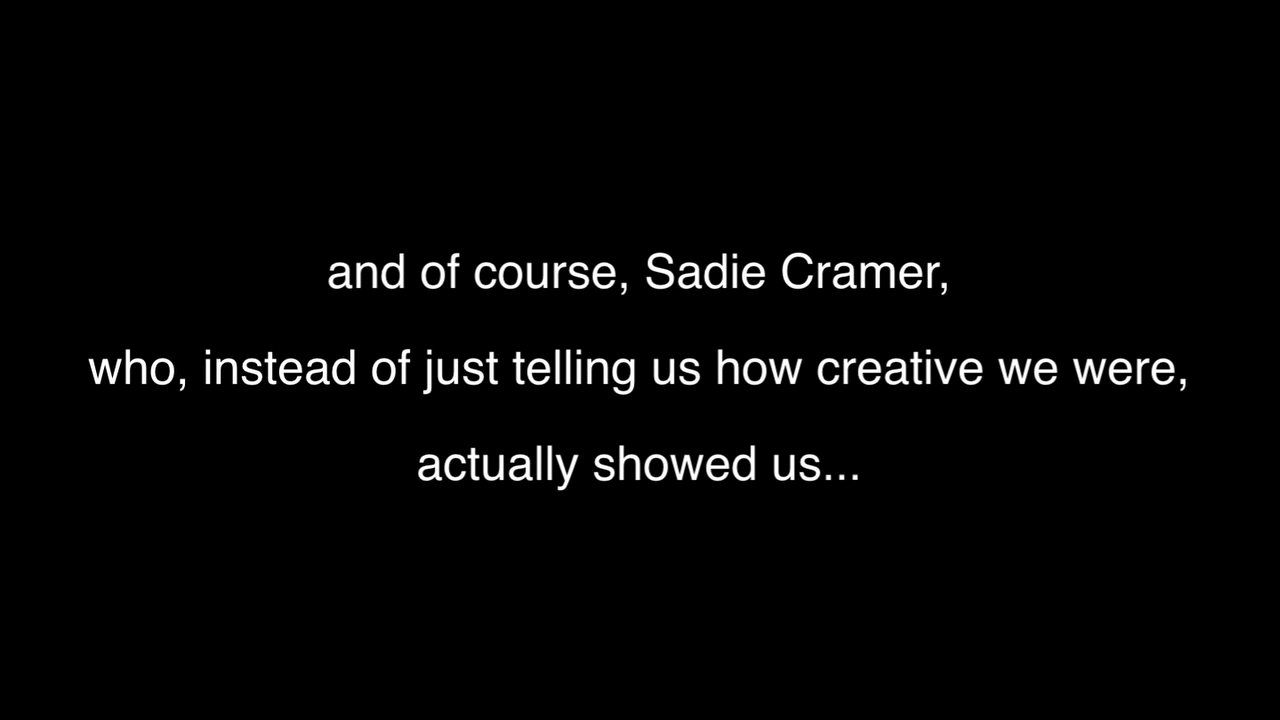 and of course, Sadie Cramer,
who, instead of just telling us how creative we were,
actually showed us...